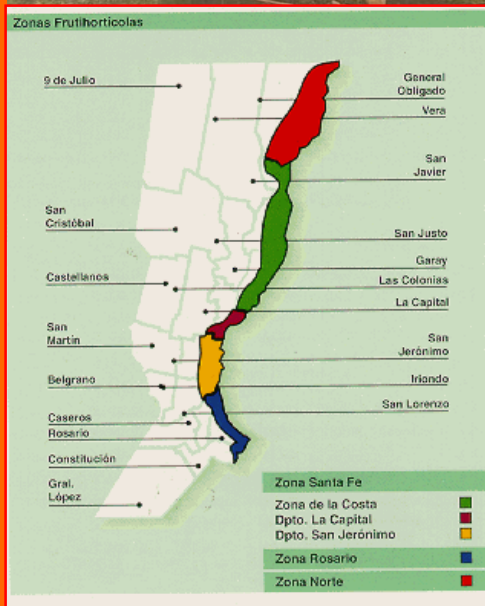 Zonas Frutihortícolas
9 de Julio
General
Obligado
Vera
San
Javier
San
Cristóbal
San Justo
Garay
Castellanos
Las Colonias
La Capital
San
Martín
San
Jerónimo
Belgrano
Iriondo
San Lorenzo
Caseros
Rosario
Constitución
Gral.
López
Zona Santa Fe
Zona de la Costa
Dpto. La Capital
Dpto. San Jerónimo
Zona Rosario
Zona Norte